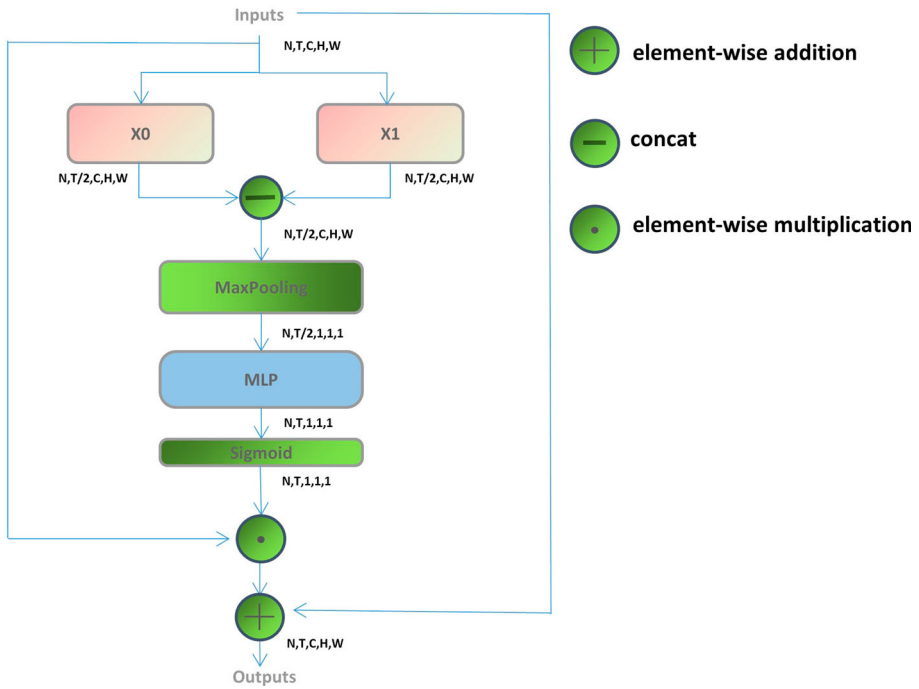 Inputs
N,T,C,H,W
element-wise addition
X0
X1
concat
N,T/2,C,H,W
N,T/2,C,H,W
N,T/2,C,H,W
element-wise multiplication
MaxPooling
N,T/2,1,1,1
MLP
N,T,1,1,1
Sigmoid
N,T,1,1,1
N,T,C,H,W
Outputs